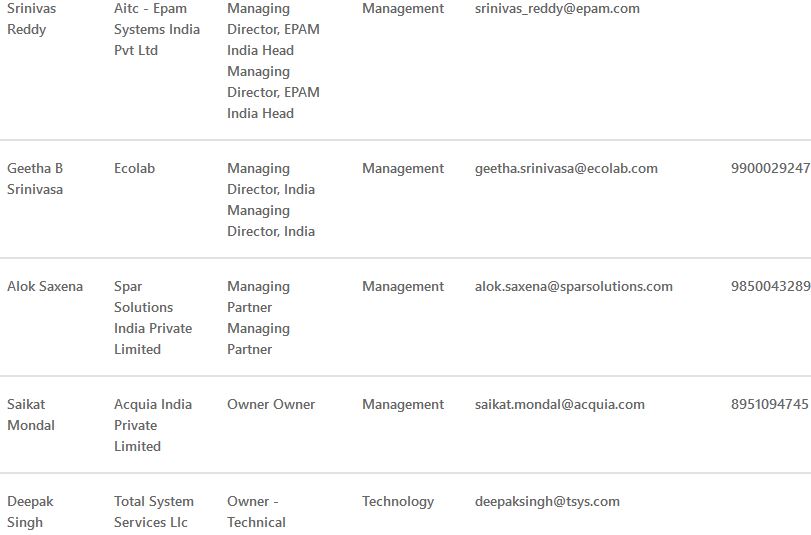 Srinivas Aitc - Epam Managing Management srinivas_reddy@epam.com
Reddy Systems India Director, EPAM
Pvt Ltd India Head
Managing
Director, EPAM
India Head
Geetha B Ecolab Managing Management geetha.srinivasa@ecolab.com 9900029247
Srinivasa Director, India
Managing
Director, India
Alok Saxena Spar Managing Management alok.saxena@sparsolutions.com 9850043289
Solutions Partner
India Private Managing
Limited Partner
Saikat Acquia India Owner Owner Management saikat.mondal@acquia.com 8951094745
Mondal Private
Limited
Deepak Total System Owner - Technology deepaksingh@tsys.com
Singh Services Llc Technical